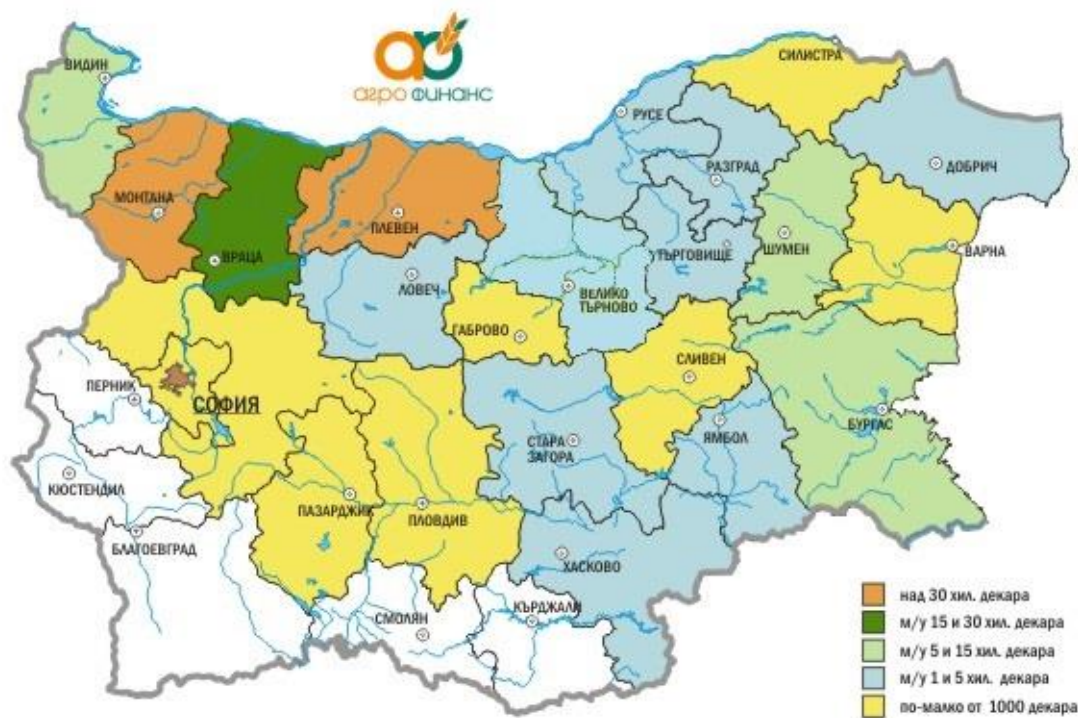 аБ
агро финанс
ВИДИН
СИЛИСТРА
РУСЕ
ДОБРИЧ
РАЗГРАД
МОНТАНА
ПЛЕВЕН
ВРАЦА
ШУМЕН
ВАРНА
ТЪРГОВИЩЕ
ЛОВЕЧ
ВЕЛИКО
ТЪРНОВО
ГАБРОВО
СЛИВЕН
ПЕРНИК
СОФИЯ
БУРГАС
ЯМБОЛ
СТАРА
ЗАГОРА
КЮСТЕНДИЛ
ПАЗАРДЖИК
ПЛОВДИВ
БЛАГОЕВГРАД
ХАСКОВО
СМОЛЯН
КЪРДЖАЛИ
над 30 хил. декара
м/у 15 и 30 хил. декара
м/у 5 и 15 хил. декара
м/у 1 и 5 хил. декара
по-малко от 1000 декара